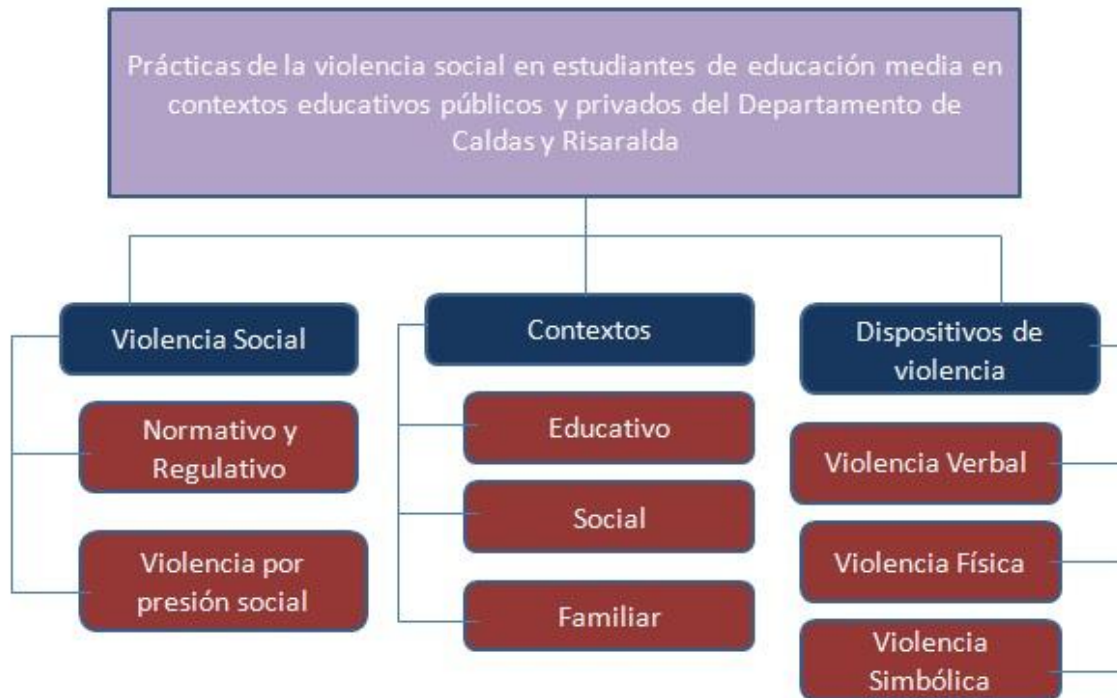 Prácticas de la violencia social en estudiantes de educación media en
contextos educativos públicos y privados del Departamento de
Caldas y Risaralda
Violencia Social
Normativo y
Regulativo
Violencia por
presión social
Contextos
Educativo
Social
Familiar
Dispositivos de
violencia
Violencia Verbal
Violencia Física
Violencia
Simbólica